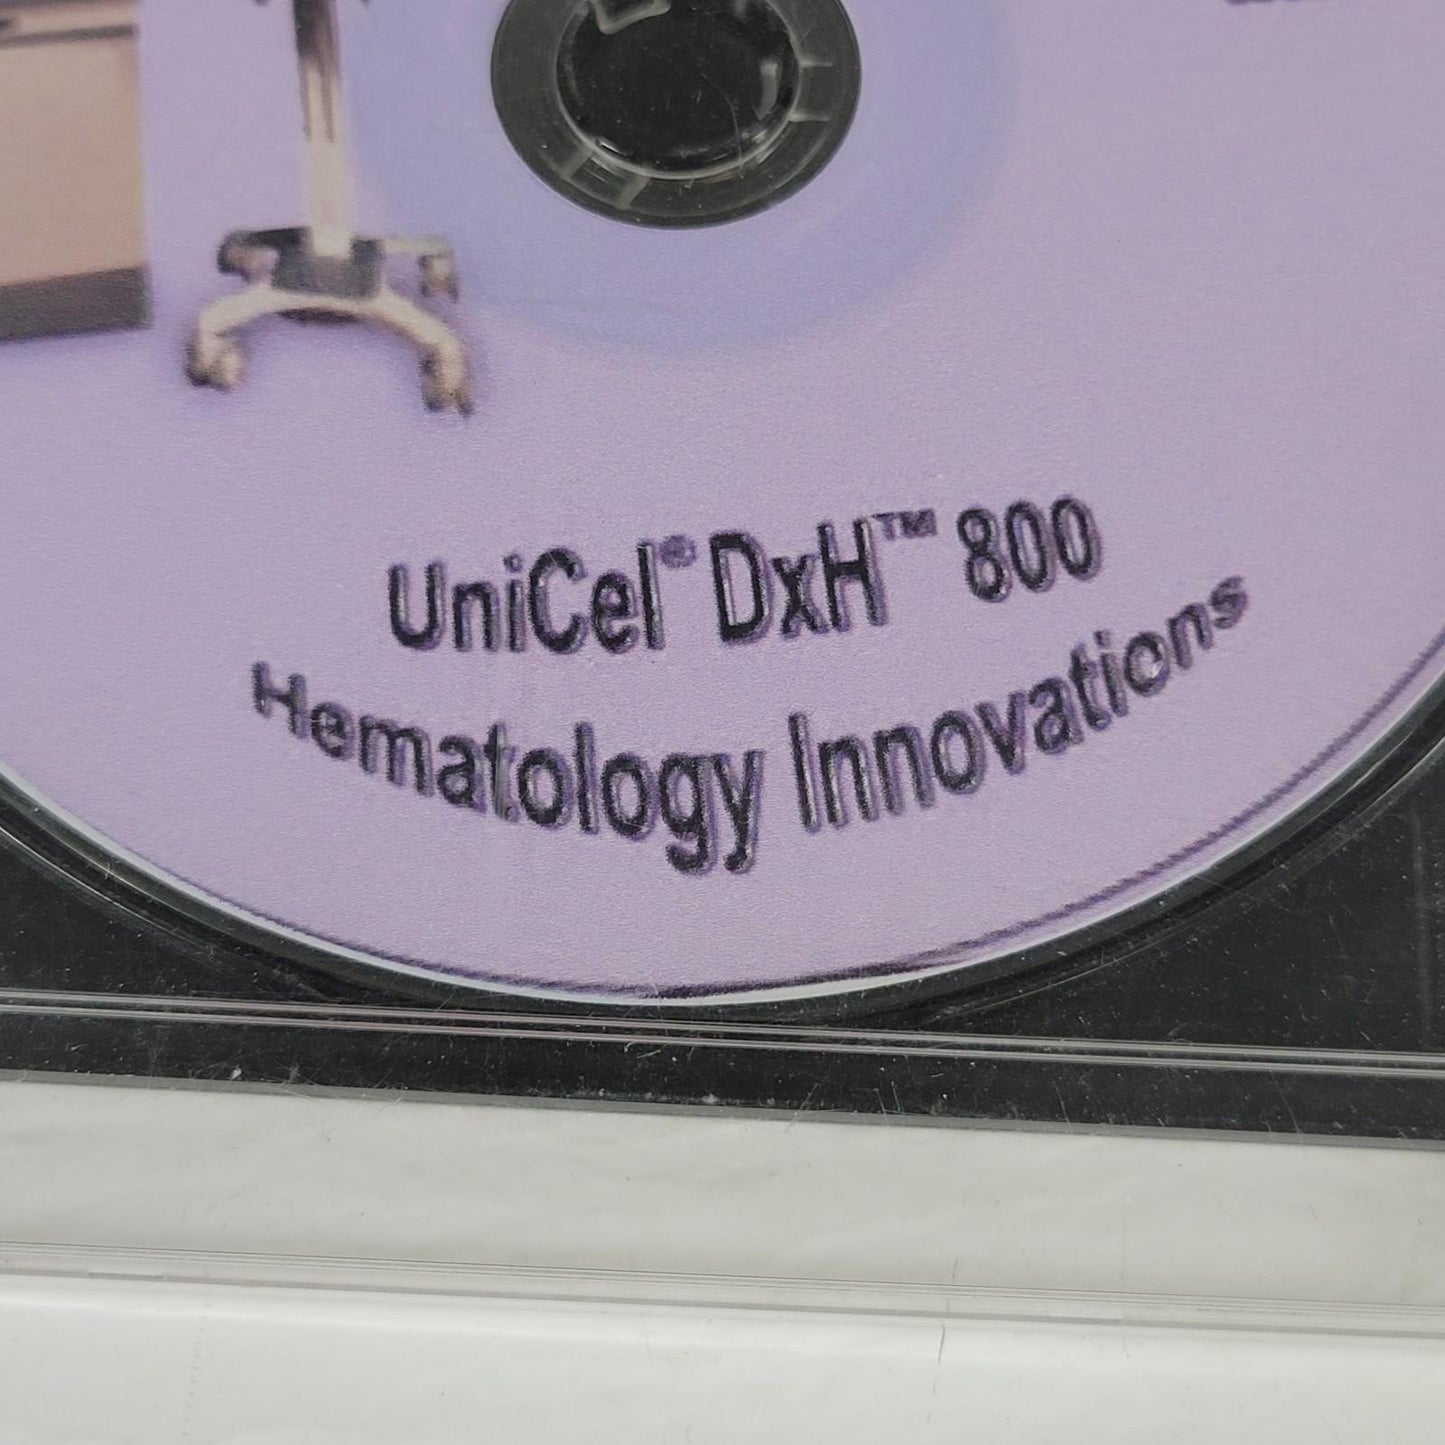 UniCel® DxH™ 800
Hematology Innovations